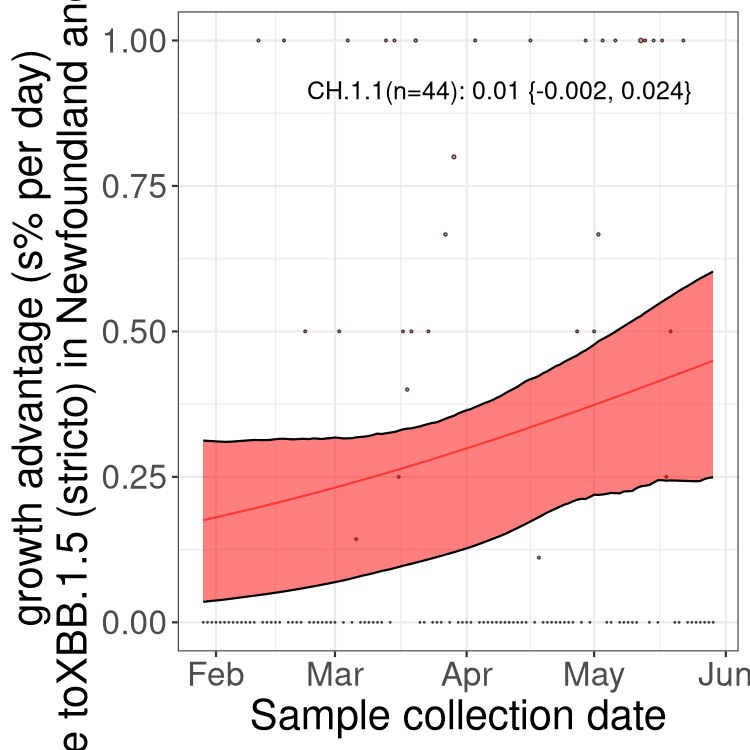 growth advantage (s% per day)
toXBB.1.5 (stricto) in Newfoundland
1.00
0.75
0.50
0.25
0.00
CH.1.1(n=44): 0.01 {-0.002, 0.024}
Feb Mar Apr May Jun
Sample collection date